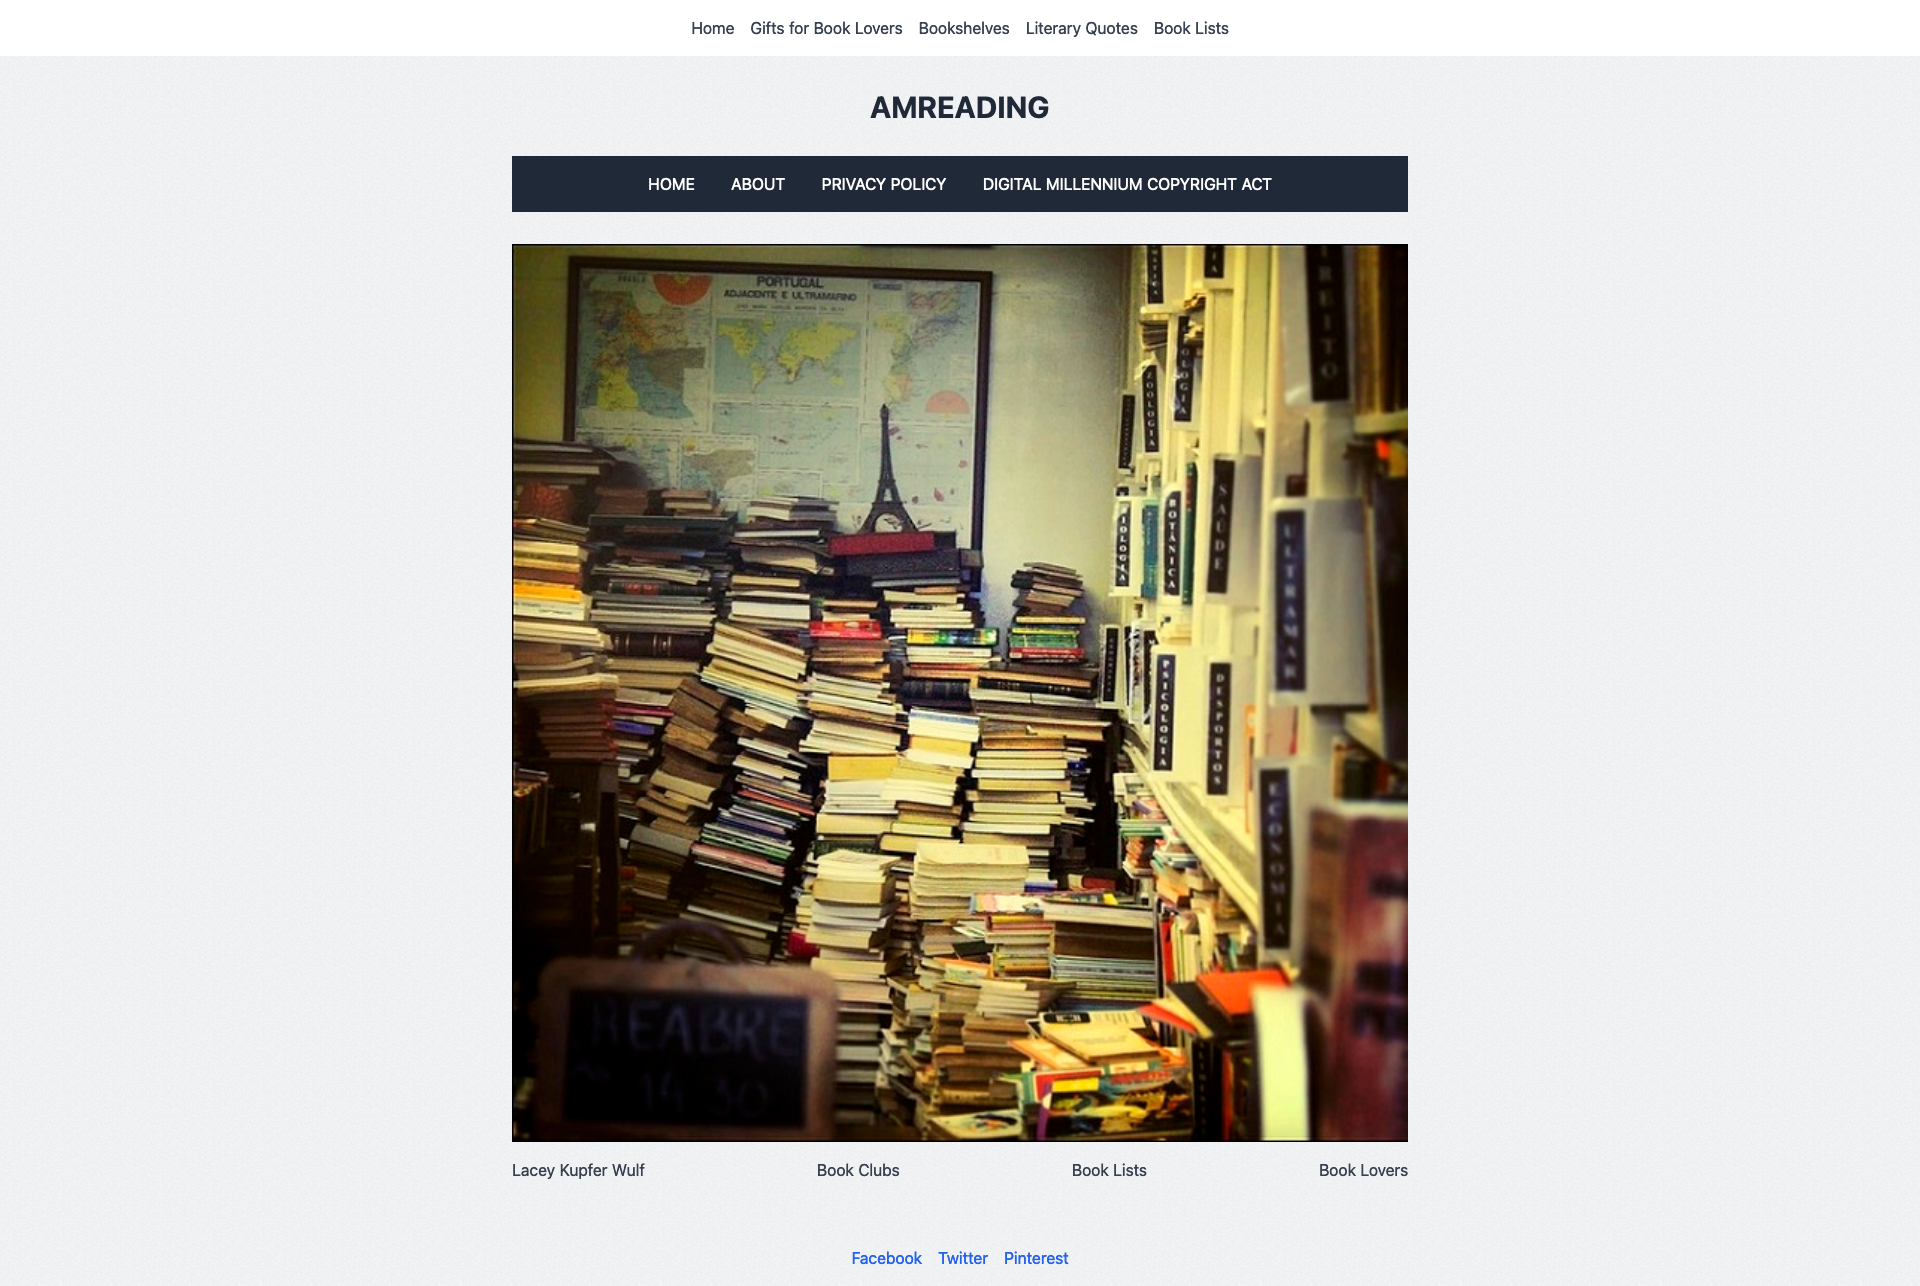 Home Gifts for Book Lovers Bookshelves Literary Quotes Book Lists
AMREADING
HOME ABOUT PRIVACY POLICY DIGITAL MILLENNIUM COPYRIGHT ACT
PORTUGAL
ADJACENTE E ULTRAMARINO
ZOOLOGIA
BOTÂNICA
SAÚDE
ULTRAMAR
PSICOLOGIA
DESPORTOS
ECONOMIA
REABRE
14 30
Lacey Kupfer Wulf Book Clubs Book Lists Book Lovers
Facebook Twitter Pinterest